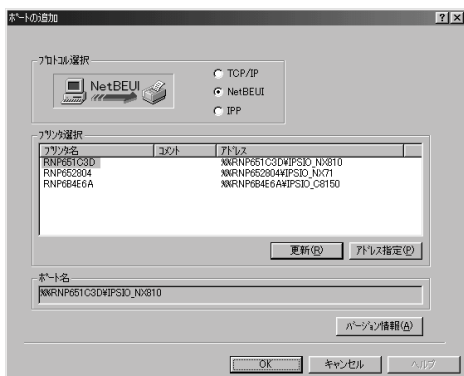 ポートの追加
プロトコル選択
NetBEUI
TCP/IP
NetBEUI
IPP
プリンタ選択
プリンタ名 コメント アドレス
RNP651C3D %%RNP651C3D¥IPSIO_NX810
RNP652804 %%RNP652804¥IPSIO_NX71
RNP6B4E6A %%RNP6B4E6A¥IPSIO_C8150
更新(R) アドレス指定(P)
ポート名
%%RNP651C3D¥IPSIO_NX810
バージョン情報(A)
OK キャンセル ヘルプ